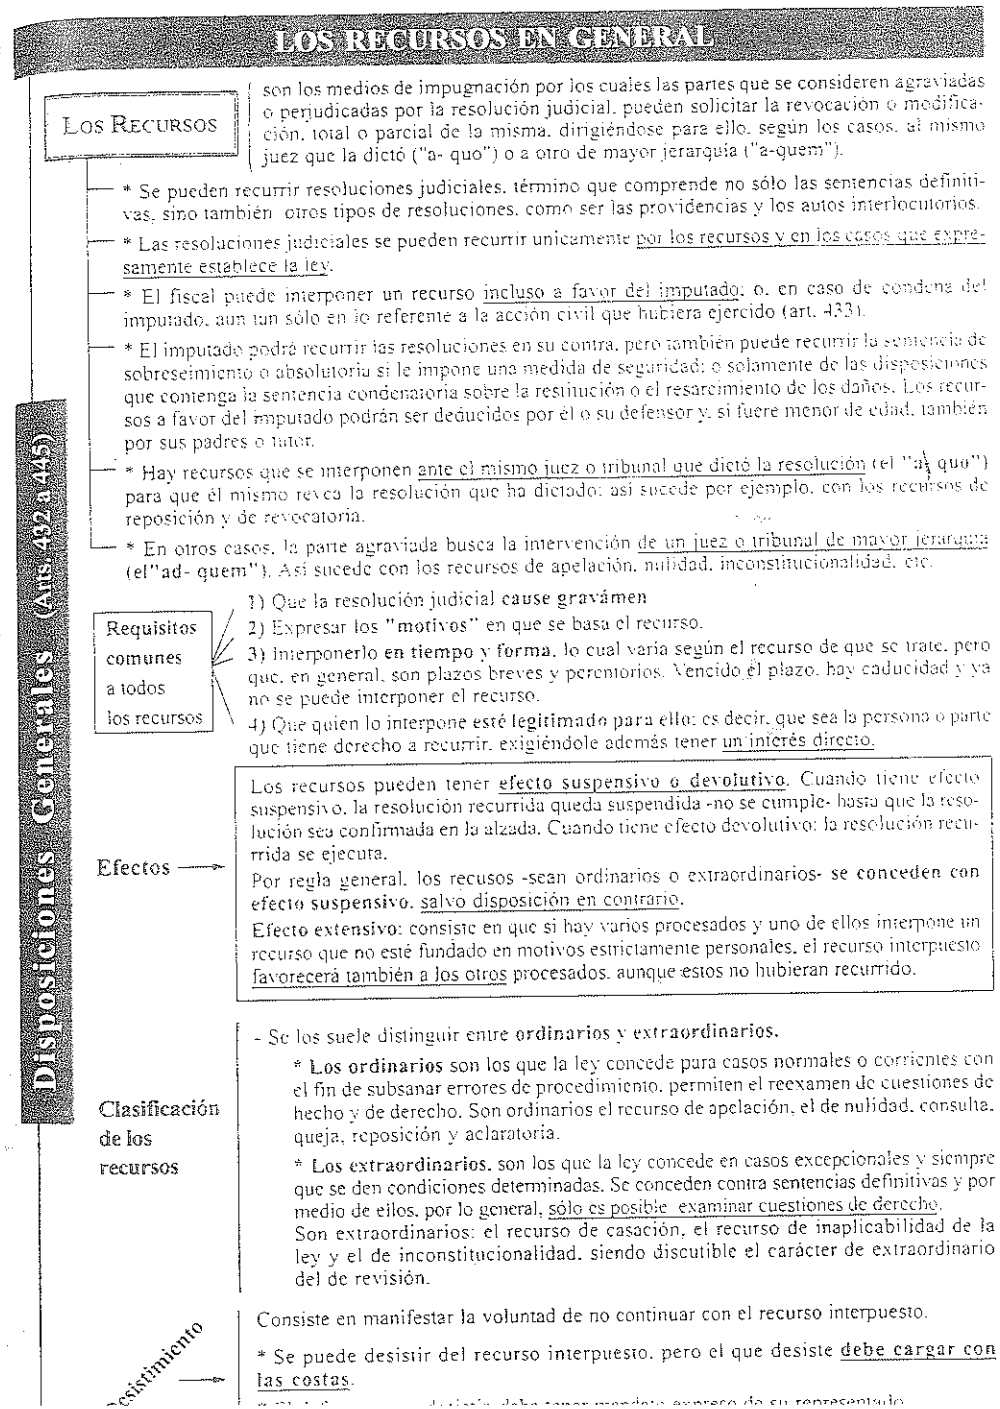 LOS RECURSOS EN GENERAL
LOS RECURSOS
son los medios de impugnación por los cuales las partes que se consideren agraviadas
o perjudicadas por la resolución judicial. pueden solicitar la revocación o modifica-
ción, total o parcial de la misma. dirigiéndose para ello. según los casos. al mismo
juez que la dictó ("a- quo") o a otro de mayor jerarquía ("a-quem").
* Se pueden recurrir resoluciones judiciales. término que comprende no sólo las sentencias definiti-
vas. sino también otros tipos de resoluciones. como ser las providencias y los autos interlocutorios.
* Las resoluciones judiciales se pueden recurrir unicamente por los recursos y en los casos que expre-
samente establece la ley.
* El fiscal puede interponer un recurso incluso a favor del imputado: o. en caso de condena del
imputado. aun tan sólo en lo referente a la acción civil que hubiera ejercido (art. 433).
* El imputado podrá recurrir las resoluciones en su contra. pero también puede recurrir la sentencia de
sobreseimiento o absolutoria si le impone una medida de seguridad: o solamente de las disposiciones
que contenga la sentencia condenatoria sobre la restitución o el resarcimiento de los daños. Los recur-
sos a favor del imputado podrán ser deducidos por él o su defensor y. si fuere menor de edad. también
por sus padres o tutor.
* Hay recursos que se interponen ante el mismo juez o tribunal que dictó la resolución (el "a quo")
para que él mismo revea la resolución que ha dictado: así sucede por ejemplo. con los recursos de
reposición y de revocatoria.
* En otros casos. la parte agraviada busca la intervención de un juez o tribunal de mayor jerarquía
(el"ad- quem"). Así sucede con los recursos de apelación. nulidad. inconstitucionalidad. etc.
Disposiciones Generales (Arts 432 a 445)
Requisitos
comunes
a todos
los recursos
1) Que la resolución judicial cause gravámen
2) Expresar los "motivos" en que se basa el recurso.
3) interponerlo en tiempo y forma. lo cual varia según el recurso de que se trate. pero
que. en general. son plazos breves y perentorios. Vencido el plazo. hay caducidad y ya
no se puede interponer el recurso.
4) Que quien lo interpone esté legitimado para ello: es decir. que sea la persona o parte
que tiene derecho a recurrir. exigiéndole además tener un interés directo.
Efectos
Los recursos pueden tener efecto suspensivo o devolutivo. Cuando tiene efecto
suspensivo. la resolución recurrida queda suspendida -no se cumple- hasta que la reso-
lución sea confirmada en la alzada. Cuando tiene efecto devolutivo: la resolución recu-
rrida se ejecuta.
Por regla general. los recusos -sean ordinarios o extraordinarios- se conceden con
efecto suspensivo. salvo disposición en contrario.
Efecto extensivo: consiste en que si hay varios procesados y uno de ellos interpone un
recurso que no esté fundado en motivos estrictamente personales. el recurso interpuesto
favorecerá también a los otros procesados. aunque estos no hubieran recurrido.
Clasificación
de los
recursos
- Se los suele distinguir entre ordinarios y extraordinarios.
* Los ordinarios son los que la ley concede para casos normales o corrientes con
el fin de subsanar errores de procedimiento. permiten el reexamen de cuestiones de
hecho y de derecho. Son ordinarios el recurso de apelación, el de nulidad. consulta.
queja, reposición y aclaratoria.
* Los extraordinarios. son los que la ley concede en casos excepcionales y siempre
que se den condiciones determinadas. Se conceden contra sentencias definitivas y por
medio de ellos. por lo general, sólo es posible examinar cuestiones de derecho.
Son extraordinarios: el recurso de casación, el recurso de inaplicabilidad de la
ley y el de inconstitucionalidad. siendo discutible el carácter de extraordinario
del de revisión.
Desistimiento
Consiste en manifestar la voluntad de no continuar con el recurso interpuesto.
* Se puede desistir del recurso interpuesto. pero el que desiste debe cargar con
las costas.
debe tener mandato expreso de su representado